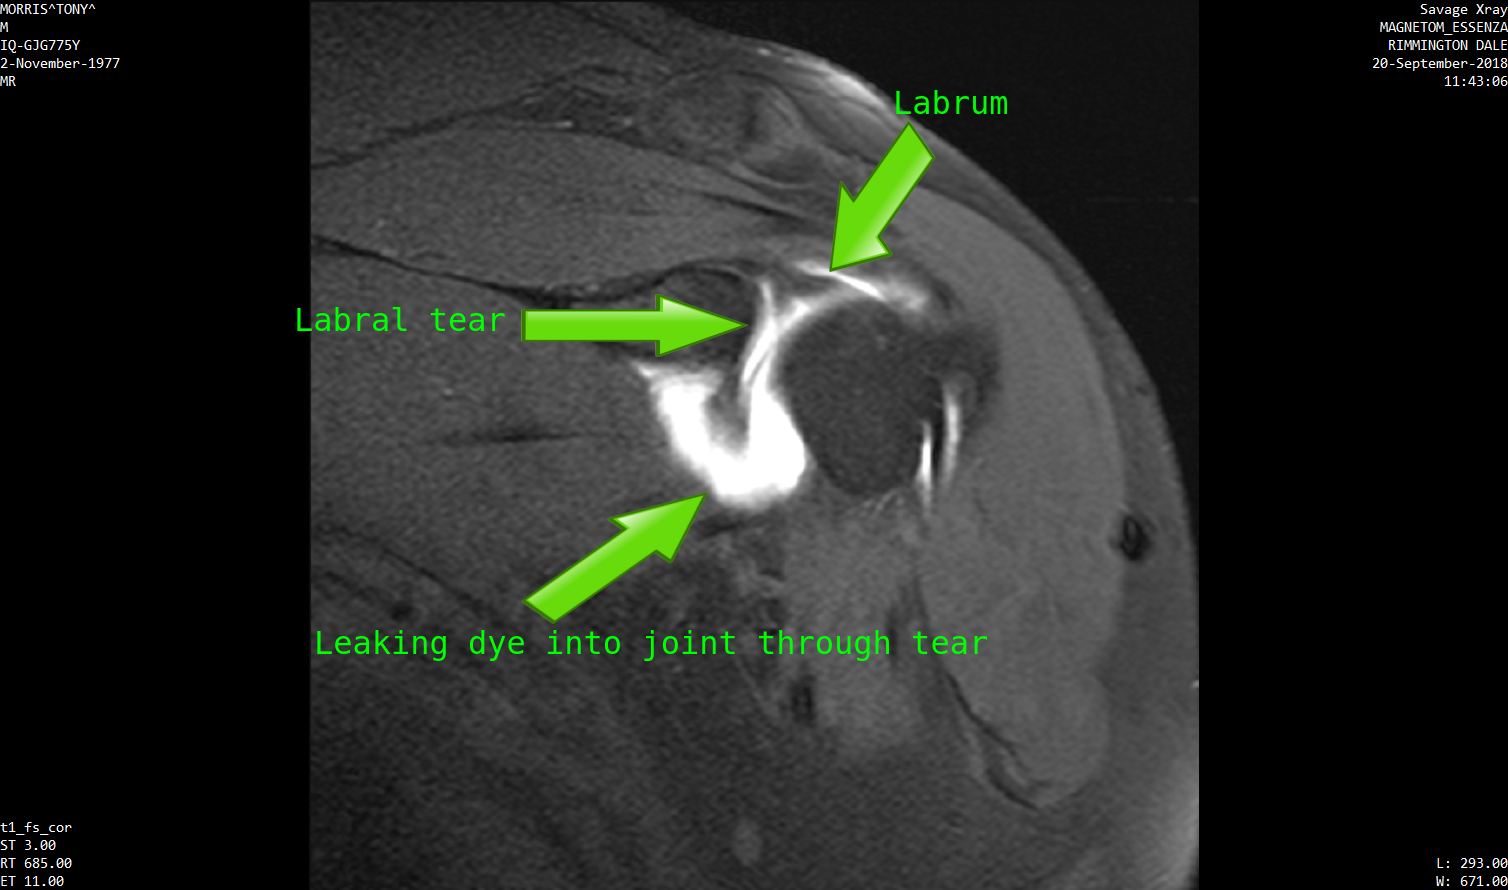 MORRIS^TONY^
M
IQ-GJG775Y
2-November-1977
MR
Savage Xray
MAGNETOM_ESSENZA
RIMMINGTON DALE
20-September-2018
11:43:06
Labrum
Labral tear
Leaking dye into joint through tear
t1_fs_cor
ST 3.00
RT 685.00
ET 11.00
L: 293.00
W: 671.00